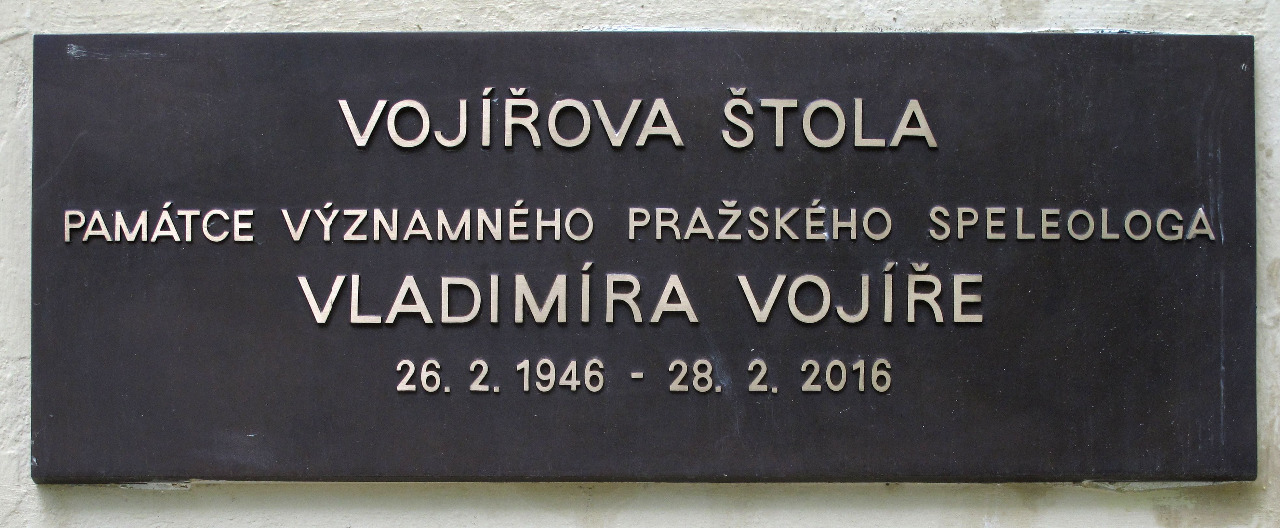 VOJÍŘOVA ŠTOLA
PAMÁTCE VÝZNAMNÉHO PRAŽSKÉHO SPELEOLOGA
VLADIMÍRA VOJÍŘE
26. 2. 1946 - 28. 2. 2016